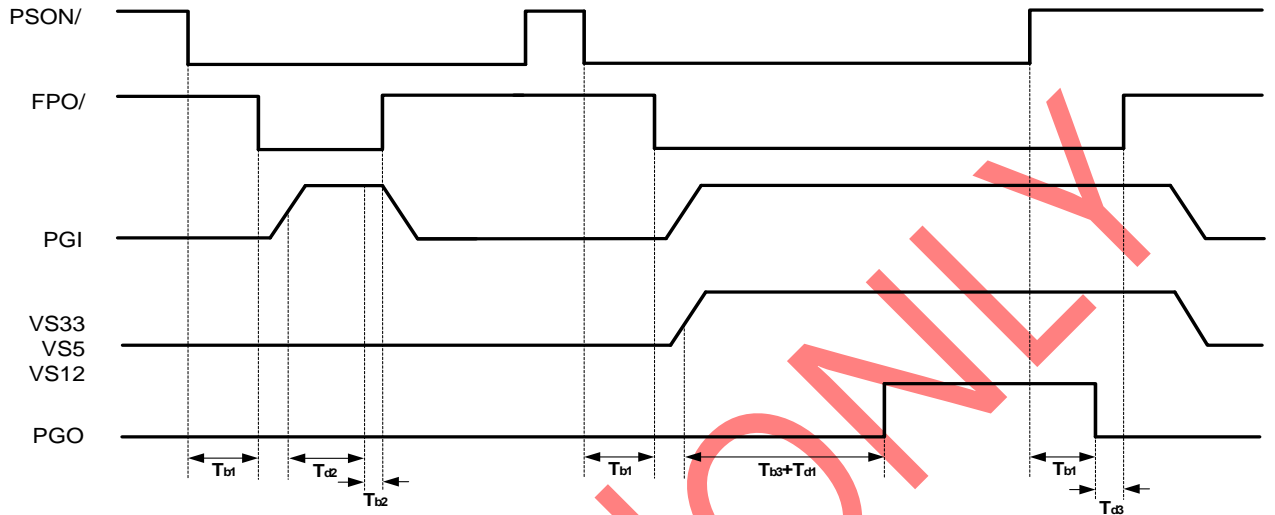 PSON/
FPO/
PGI
VS33
VS5
VS12
PGO
Tb1
Td2
Tb2
Tb1
Tb3+Td1
Tb1
Td3
ONLY